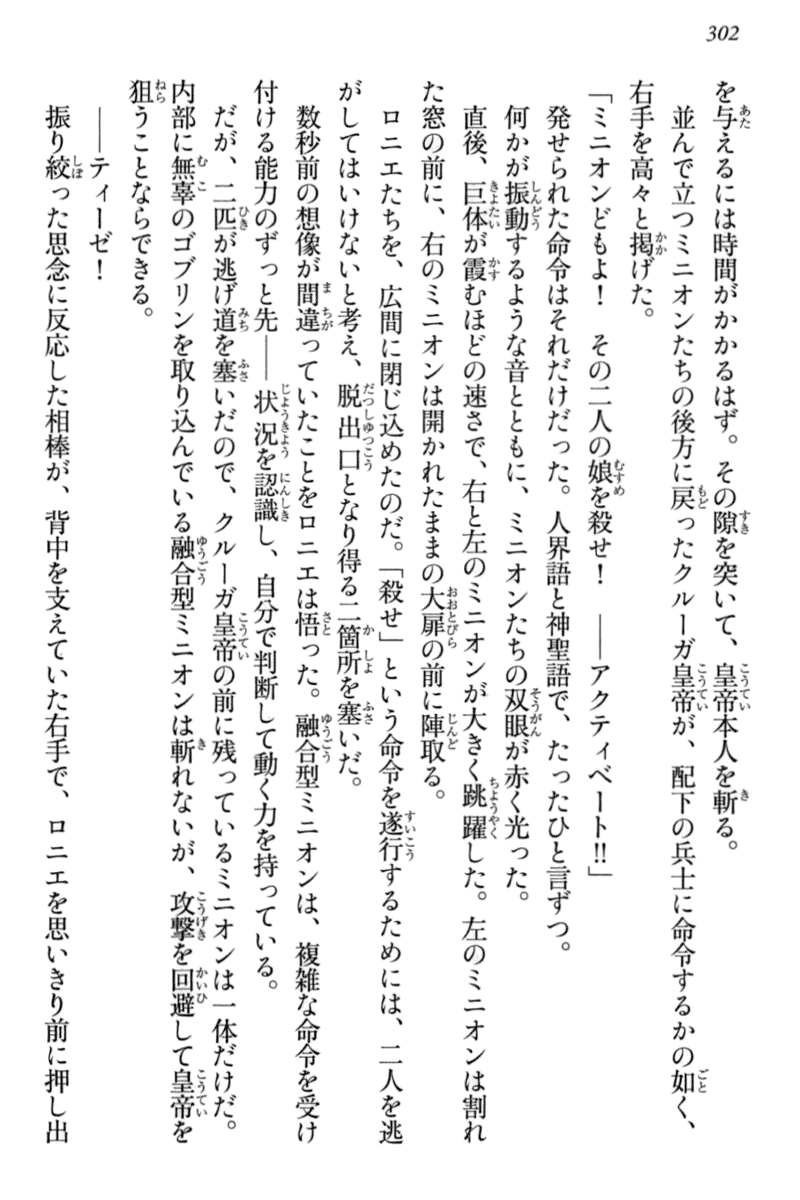 302
を与えるには時間がかかるはず。その隙を突いて、皇帝本人を斬る。
並んで立つミニオンたちの後方に戻ったクルーガ皇帝が、配下の兵士に命令するかの如く、
右手を高々と掲げた。
「ミニオンどもよ！　その二人の娘を殺せ！　――アクティベート!!」
発せられた命令はそれだけだった。人界語と神聖語で、たったひと言ずつ。
何かが振動するような音とともに、ミニオンたちの双眼が赤く光った。
直後、巨体が霞むほどの速さで、右と左のミニオンが大きく跳躍した。左のミニオンは割れ
た窓の前に、右のミニオンは開かれたままの大扉の前に陣取る。
ロニエたちを、広間に閉じ込めたのだ。「殺せ」という命令を遂行するためには、二人を逃
がしてはいけないと考え、脱出口となり得る二箇所を塞いだ。
数秒前の想像が間違っていたことをロニエは悟った。融合型ミニオンは、複雑な命令を受け
付ける能力のずっと先――状況を認識し、自分で判断して動く力を持っている。
だが、二匹が逃げ道を塞いだので、クルーガ皇帝の前に残っているミニオンは一体だけだ。
内部に無辜のゴブリンを取り込んでいる融合型ミニオンは斬れないが、攻撃を回避して皇帝を
狙うことならできる。
――ティーゼ！
振り絞った思念に反応した相棒が、背中を支えていた右手で、ロニエを思いきり前に押し出